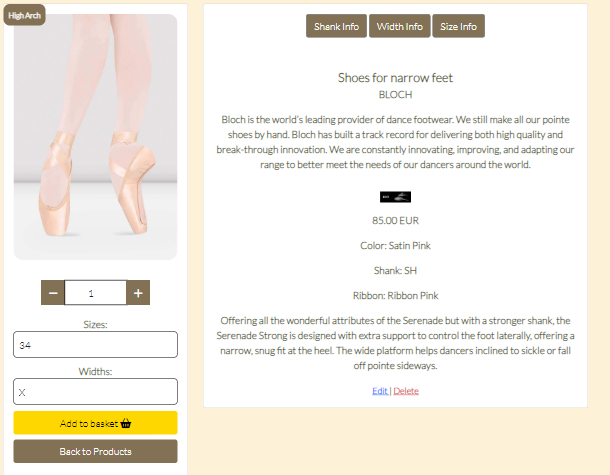 High Arch
− 1 +
Sizes:
34
Widths:
X
Add to basket
Back to Products
Shank Info Width Info Size Info
Shoes for narrow feet
BLOCH
Bloch is the world's leading provider of dance footwear. We still make all our pointe
shoes by hand. Bloch has built a track record for delivering both high quality and
break-through innovation. We are constantly innovating, improving, and adapting our
range to better meet the needs of our dancers around the world.
85.00 EUR
Color: Satin Pink
Shank: SH
Ribbon: Ribbon Pink
Offering all the wonderful attributes of the Serenade but with a stronger shank, the
Serenade Strong is designed with extra support to control the foot laterally, offering a
narrow, snug fit at the heel. The wide platform helps dancers inclined to sickle or fall
off pointe sideways.
Edit | Delete